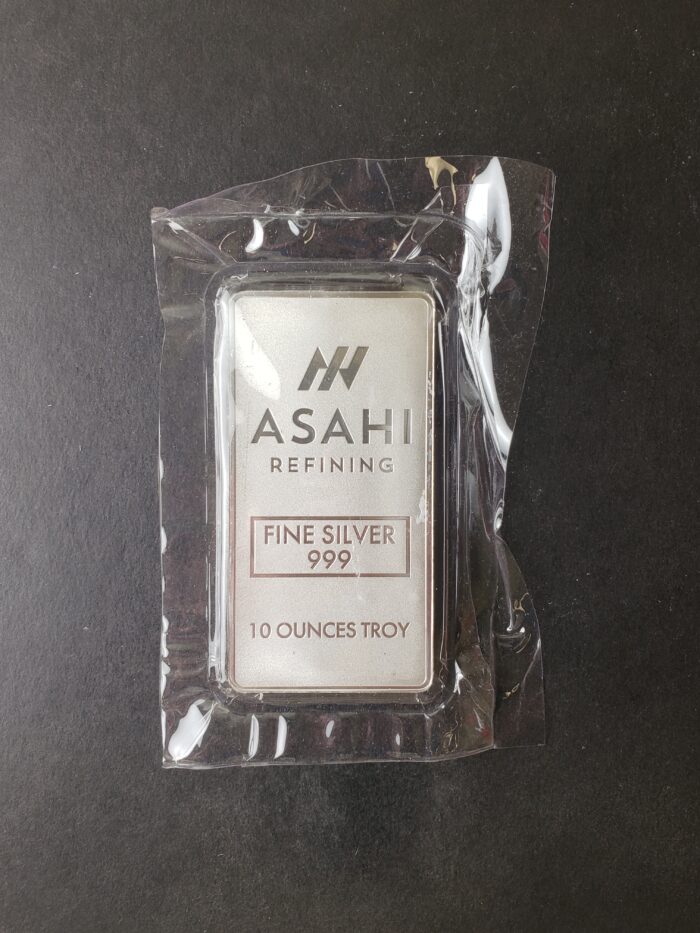 ASAHI
REFINING
FINE SILVER
999
10 OUNCES TROY